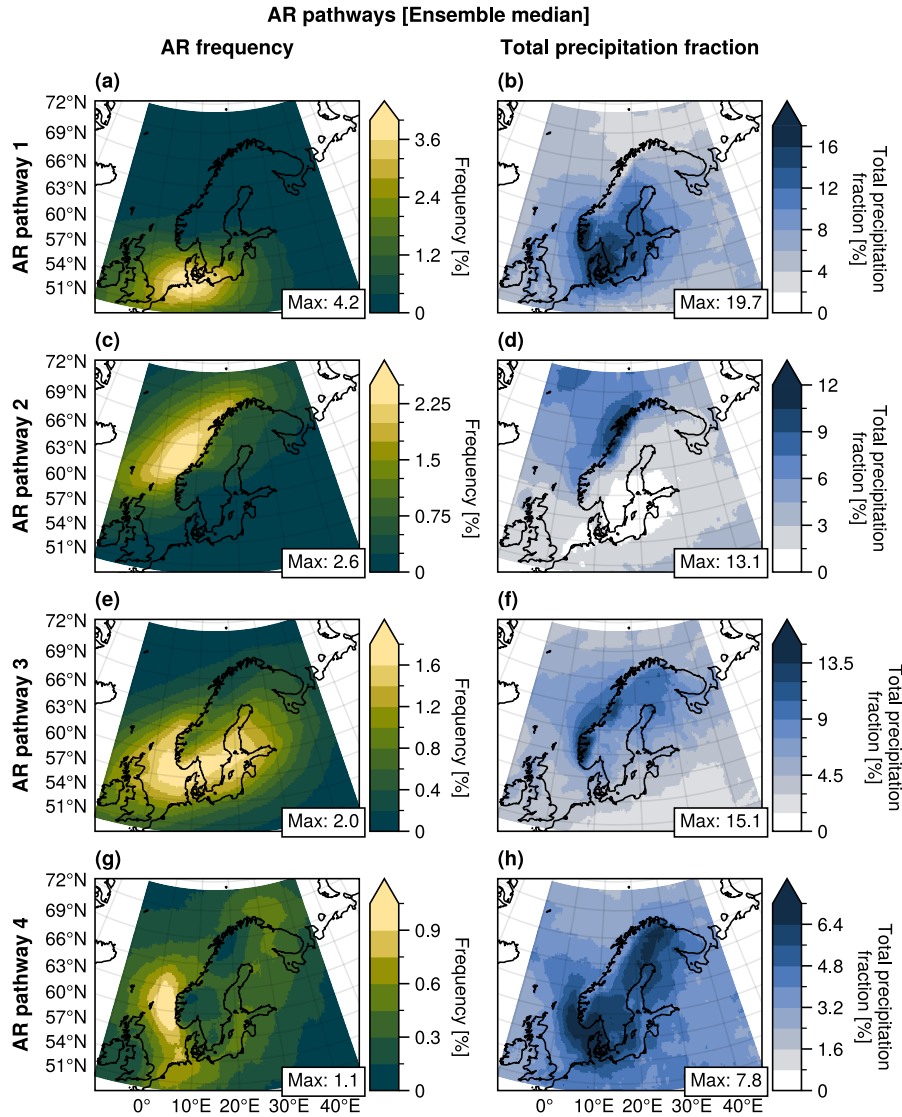 AR pathways [Ensemble median]
AR frequency
Total precipitation fraction
AR pathway 1
(a)
72°N
69°N
66°N
63°N
60°N
57°N
54°N
51°N
Max: 4.2
3.6
2.4
1.2
0
Frequency [%]
(b)
Max: 19.7
16
12
8
4
0
Total precipitation
fraction [%]
AR pathway 2
(c)
72°N
69°N
66°N
63°N
60°N
57°N
54°N
51°N
Max: 2.6
2.25
1.5
0.75
0
Frequency [%]
(d)
Max: 13.1
12
9
6
3
0
Total precipitation
fraction [%]
AR pathway 3
(e)
72°N
69°N
66°N
63°N
60°N
57°N
54°N
51°N
Max: 2.0
1.6
1.2
0.8
0.4
0
Frequency [%]
(f)
Max: 15.1
13.5
9
4.5
0
Total precipitation
fraction [%]
AR pathway 4
(g)
72°N
69°N
66°N
63°N
60°N
57°N
54°N
51°N
Max: 1.1
0.9
0.6
0.3
0
Frequency [%]
0° 10°E 20°E 30°E 40°E
(h)
Max: 7.8
6.4
4.8
3.2
1.6
0
Total precipitation
fraction [%]
0° 10°E 20°E 30°E 40°E